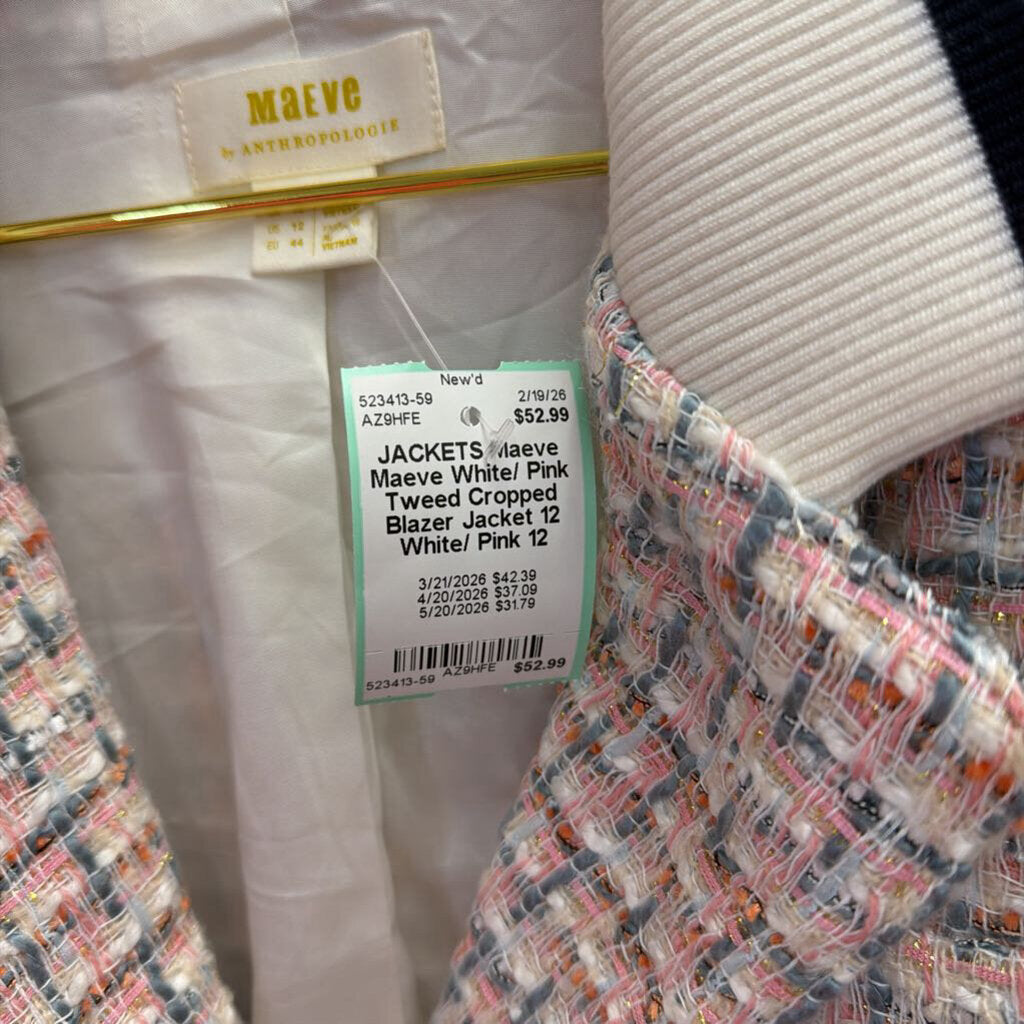 MaEVe
by ANTHROPOLOGIE
US 12
EU 44
VIETNAM
New'd
523413-59 2/19/26
AZ9HFE $52.99
JACKETS Maeve
Maeve White/ Pink
Tweed Cropped
Blazer Jacket 12
White/ Pink 12
3/21/2026 $42.39
4/20/2026 $37.09
5/20/2026 $31.79
523413-59 AZ9HFE $52.99